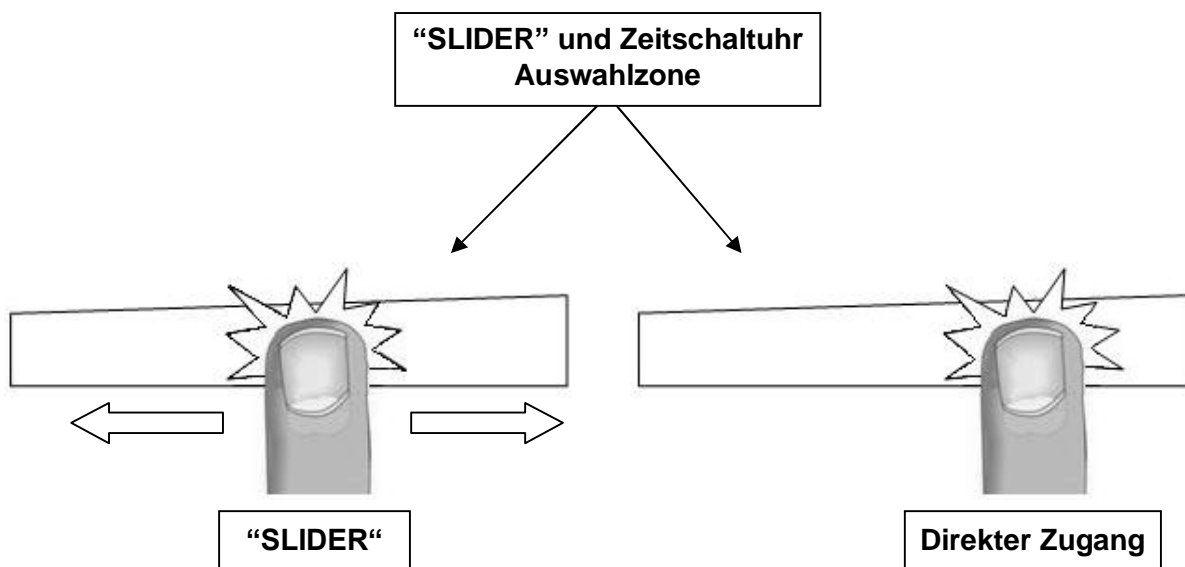 “SLIDER” und Zeitschaltuhr
Auswahlzone
“SLIDER“
Direkter Zugang